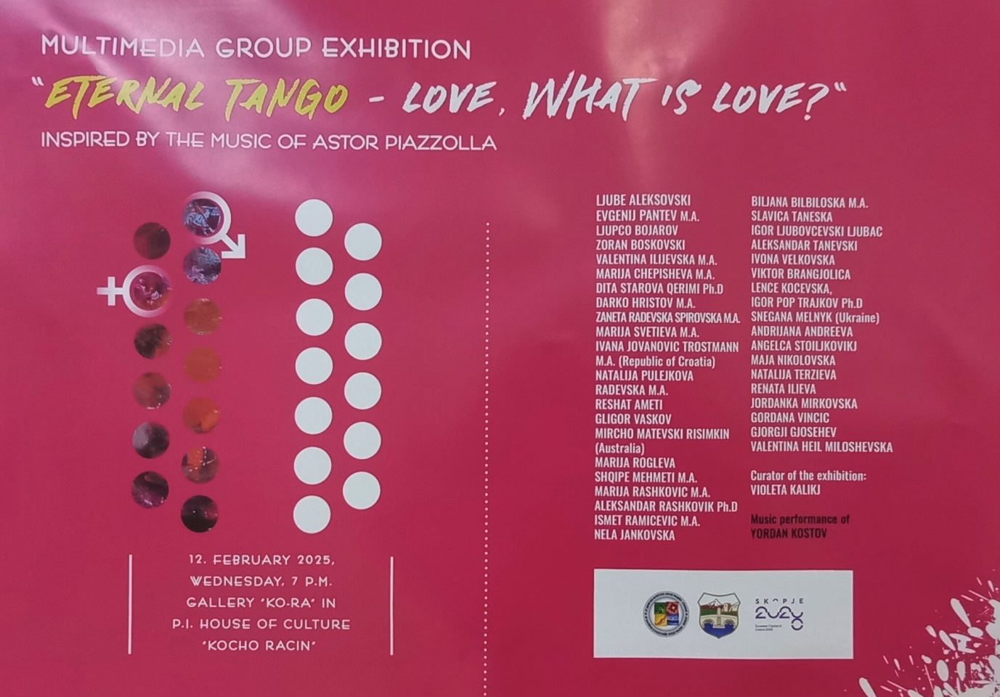 MULTIMEDIA GROUP EXHIBITION
"ETERNAL TANGO - LOVE, WHAT IS LOVE?"
INSPIRED BY THE MUSIC OF ASTOR PIAZZOLLA
12. FEBRUARY 2025,
WEDNESDAY, 7 P.M.
GALLERY "KO-RA" IN
P.I. HOUSE OF CULTURE
"KOCHO RACIN"
LJUBE ALEKSOVSKI
EVGENIJ PANTEV M.A.
LJUPCO BOJAROV
ZORAN BOSKOVSKI
VALENTINA ILIJEVSKA M.A.
MARIJA CHEPISHEVA M.A.
DITA STAROVA QERIMI Ph.D
DARKO HRISTOV M.A.
ZANETA RADEVSKA SPIROVSKA M.A.
MARIJA SVETIEVA M.A.
IVANA JOVANOVIC TROSTMANN
M.A. (Republic of Croatia)
NATALIJA PULEJKOVA
RADEVSKA M.A.
RESHAT AMETI
GLIGOR VASKOV
MIRCHO MATEVSKI RISIMKIN
(Australia)
MARIJA ROGLEVA
SHQIPE MEHMETI M.A.
MARIJA RASHKOVIC M.A.
ALEKSANDAR RASHKOVIK Ph.D
ISMET RAMICEVIC M.A.
NELA JANKOVSKA
BILJANA BILBILOSKA M.A.
SLAVICA TANESKA
IGOR LJUBOVCEVSKI LJUBAC
ALEKSANDAR TANEVSKI
IVONA VELKOVSKA
VIKTOR BRANGJOLICA
LENCE KOCEVSKA,
IGOR POP TRAJKOV Ph.D
SNEGANA MELNYK (Ukraine)
ANDRIJANA ANDREEVA
ANGELCA STOILJKOVIKJ
MAJA NIKOLOVSKA
NATALIJA TERZIEVA
RENATA ILIEVA
JORDANKA MIRKOVSKA
GORDANA VINCIC
GJORGJI GJOSEHEV
VALENTINA HEIL MILOSHEVSKA
Curator of the exhibition:
VIOLETA KALIKJ
Music performance of
YORDAN KOSTOV
SKOPJE
2028
European Capital of
Culture 2028